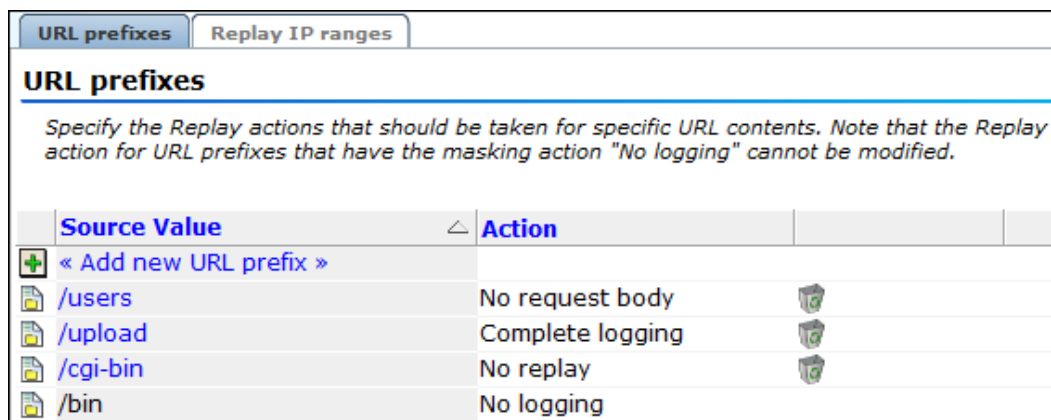 URL prefixes Replay IP ranges
URL prefixes
Specify the Replay actions that should be taken for specific URL contents. Note that the Replay
action for URL prefixes that have the masking action "No logging" cannot be modified.
Source Value Action
« Add new URL prefix »
/users No request body
/upload Complete logging
/cgi-bin No replay
/bin No logging